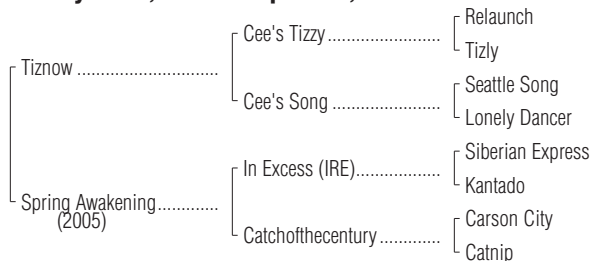 Relaunch
Cee's Tizzy
Tizly
Tiznow
Seattle Song
Cee's Song
Lonely Dancer
Siberian Express
In Excess (IRE)
Kantado
Spring Awakening
(2005)
Carson City
Catchofthecentury
Catnip